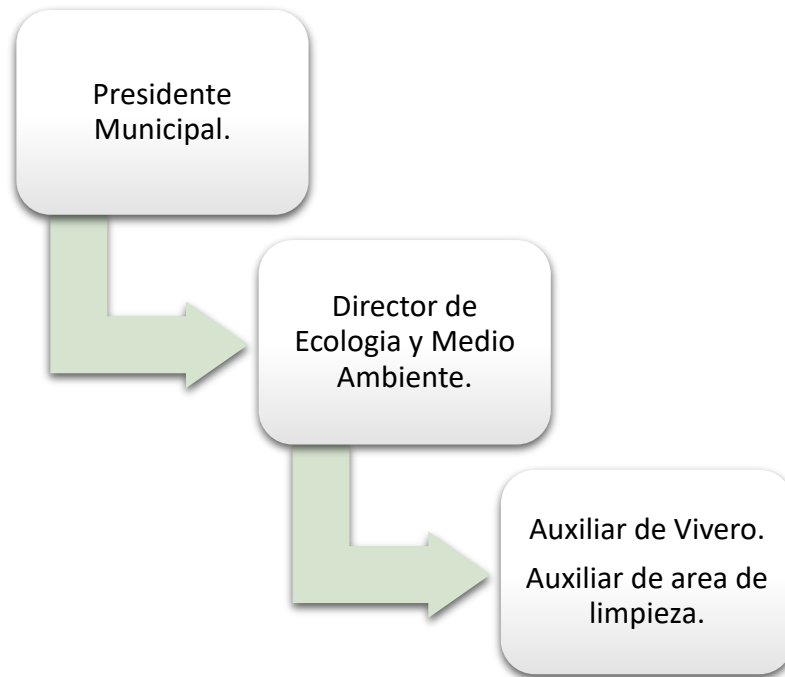 Presidente
Municipal.
Director de
Ecologia y Medio
Ambiente.
Auxiliar de Vivero.
Auxiliar de area de
limpieza.